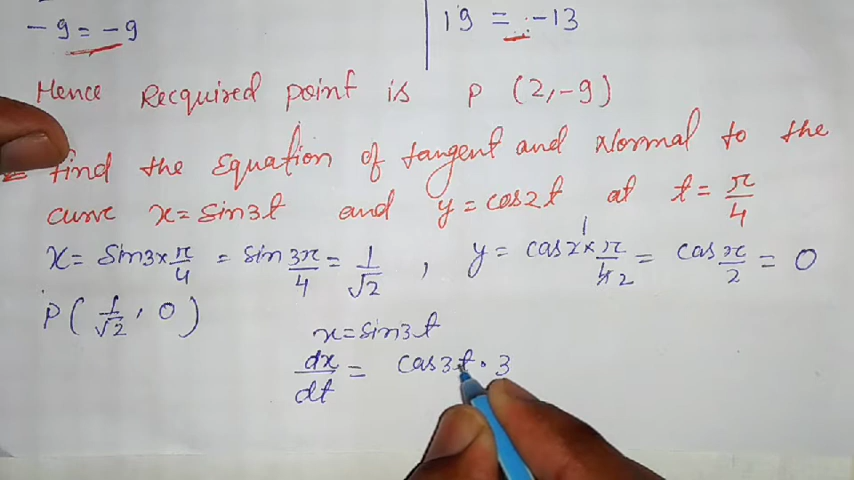 -9 = -9
19 = -13
Hence Recquired point is P (2, -9)
find the Equation of tangent and Normal to the
curve x = sin3t and y = cos2t at t = π/4
x = sin3×π/4 = sin 3π/4 = 1/√2 , y = cos2×π/4 2 = cos π/2 = 0
P(1/√2, 0)
x = sin3t
dx/dt = cos3t · 3